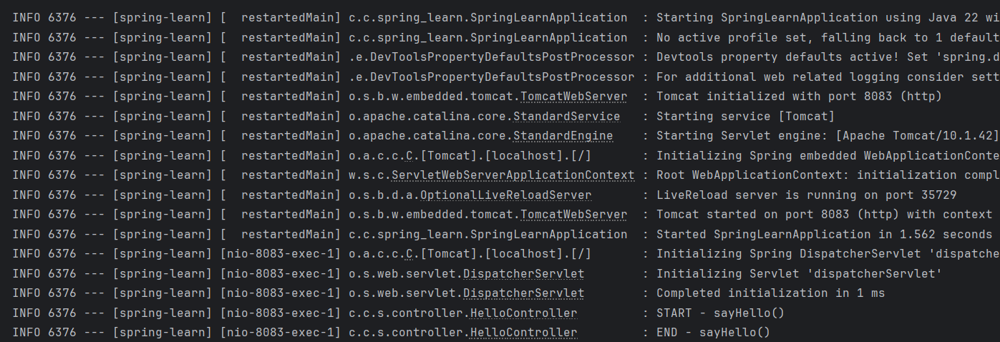 INFO 6376 --- [spring-learn] [  restartedMain] c.c.spring_learn.SpringLearnApplication  : Starting SpringLearnApplication using Java 22 wi
INFO 6376 --- [spring-learn] [  restartedMain] c.c.spring_learn.SpringLearnApplication  : No active profile set, falling back to 1 default
INFO 6376 --- [spring-learn] [  restartedMain] .e.DevToolsPropertyDefaultsPostProcessor : Devtools property defaults active! Set 'spring.d
INFO 6376 --- [spring-learn] [  restartedMain] .e.DevToolsPropertyDefaultsPostProcessor : For additional web related logging consider sett
INFO 6376 --- [spring-learn] [  restartedMain] o.s.b.w.embedded.tomcat.TomcatWebServer  : Tomcat initialized with port 8083 (http)
INFO 6376 --- [spring-learn] [  restartedMain] o.apache.catalina.core.StandardService   : Starting service [Tomcat]
INFO 6376 --- [spring-learn] [  restartedMain] o.apache.catalina.core.StandardEngine    : Starting Servlet engine: [Apache Tomcat/10.1.42]
INFO 6376 --- [spring-learn] [  restartedMain] o.a.c.c.C.[Tomcat].[localhost].[/]       : Initializing Spring embedded WebApplicationConte
INFO 6376 --- [spring-learn] [  restartedMain] w.s.c.ServletWebServerApplicationContext : Root WebApplicationContext: initialization compl
INFO 6376 --- [spring-learn] [  restartedMain] o.s.b.d.a.OptionalLiveReloadServer       : LiveReload server is running on port 35729
INFO 6376 --- [spring-learn] [  restartedMain] o.s.b.w.embedded.tomcat.TomcatWebServer  : Tomcat started on port 8083 (http) with context
INFO 6376 --- [spring-learn] [  restartedMain] c.c.spring_learn.SpringLearnApplication  : Started SpringLearnApplication in 1.562 seconds
INFO 6376 --- [spring-learn] [nio-8083-exec-1] o.a.c.c.C.[Tomcat].[localhost].[/]       : Initializing Spring DispatcherServlet 'dispatche
INFO 6376 --- [spring-learn] [nio-8083-exec-1] o.s.web.servlet.DispatcherServlet        : Initializing Servlet 'dispatcherServlet'
INFO 6376 --- [spring-learn] [nio-8083-exec-1] o.s.web.servlet.DispatcherServlet        : Completed initialization in 1 ms
INFO 6376 --- [spring-learn] [nio-8083-exec-1] c.c.s.controller.HelloController         : START - sayHello()
INFO 6376 --- [spring-learn] [nio-8083-exec-1] c.c.s.controller.HelloController         : END - sayHello()